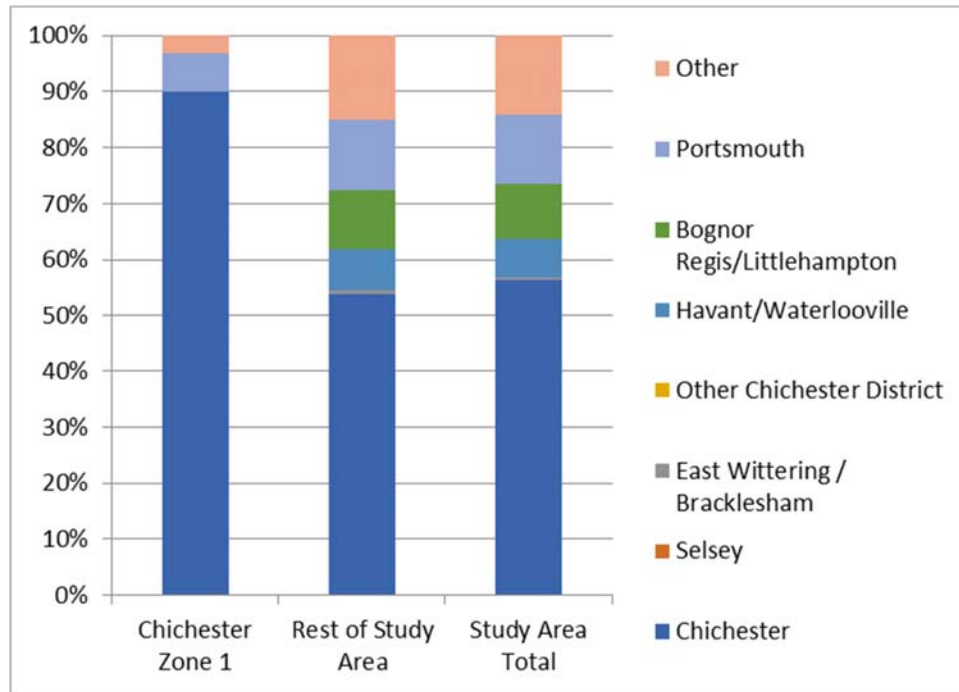 100%
90%
80%
70%
60%
50%
40%
30%
20%
10%
0%
Chichester
Zone 1
Rest of Study
Area
Study Area
Total
Other
Portsmouth
Bognor
Regis/Littlehampton
Havant/Waterlooville
Other Chichester District
East Wittering /
Bracklesham
Selsey
Chichester